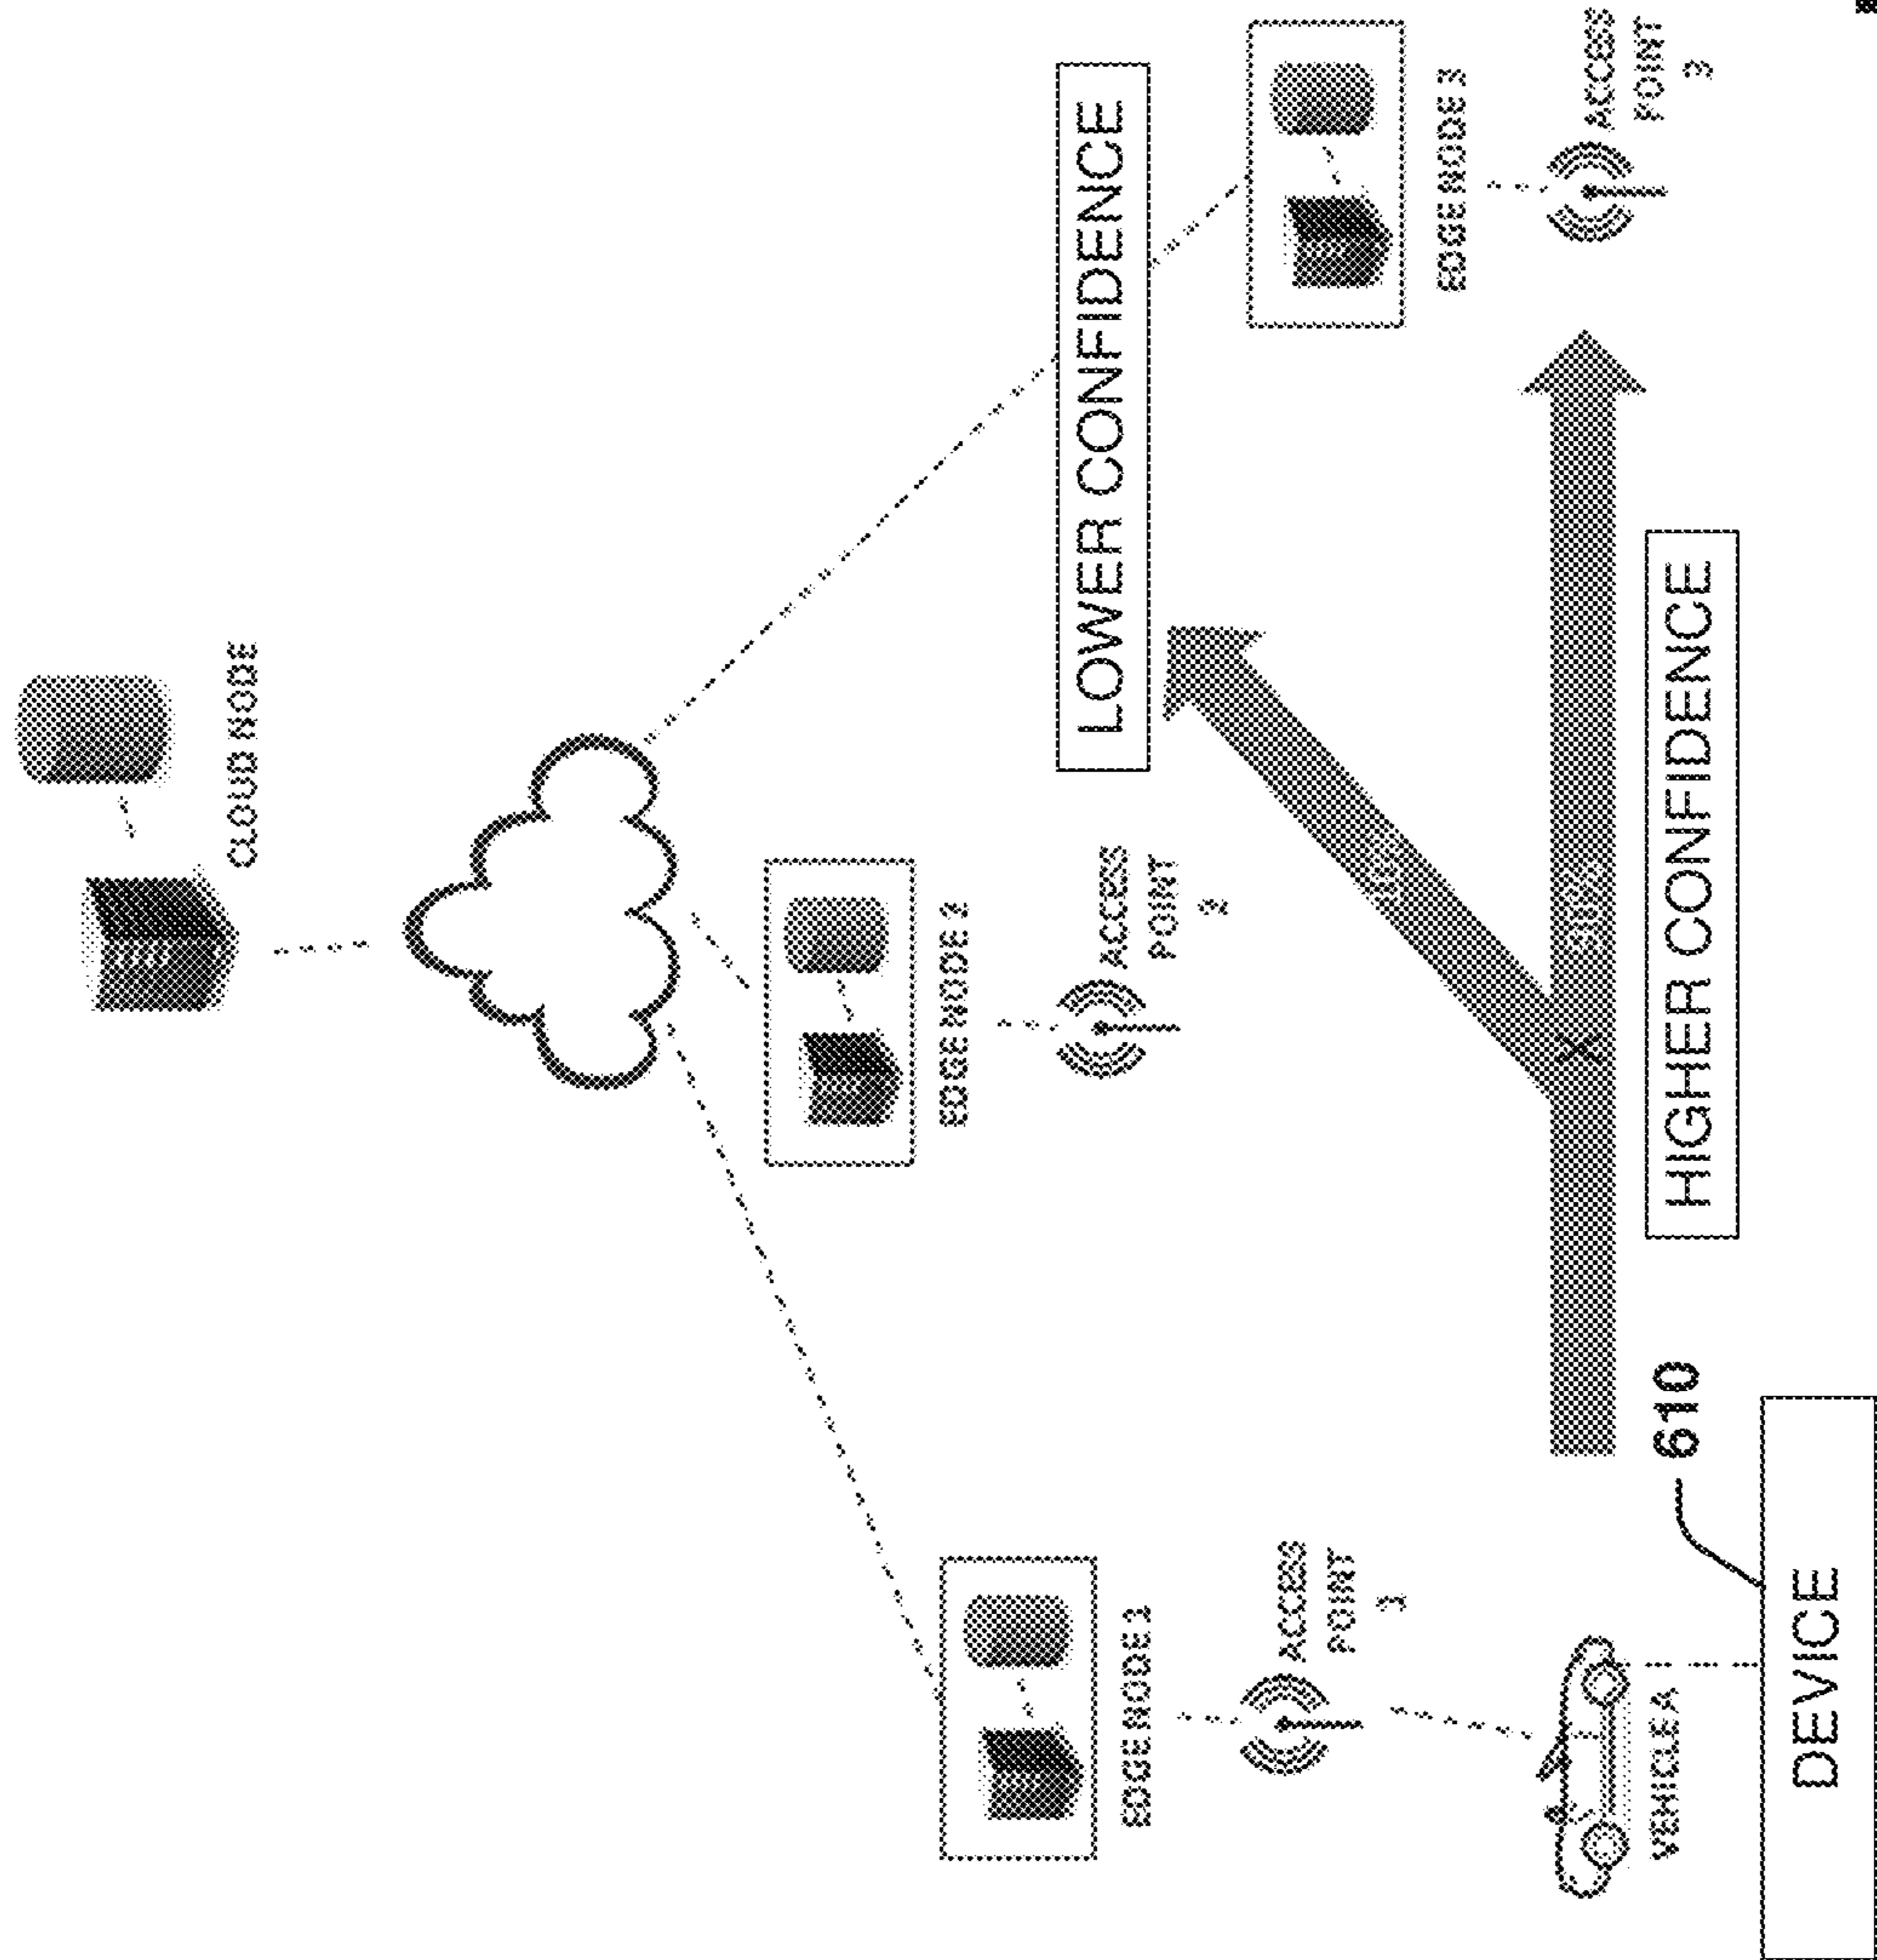 CLOUD NODE
EDGE NODE 2
ACCESS
POINT
2
LOWER CONFIDENCE
EDGE NODE 1
ACCESS
POINT
1
EDGE NODE 3
ACCESS
POINT
3
HIGHER CONFIDENCE
VEHICLE A
610
DEVICE